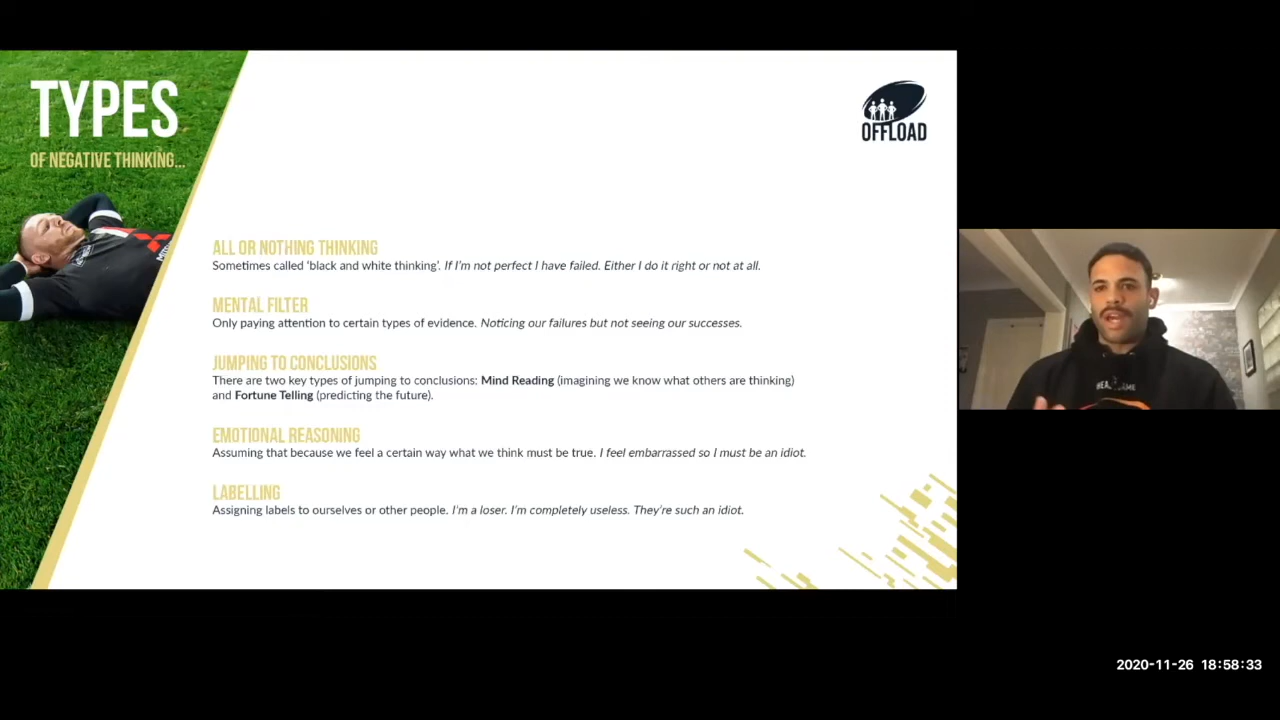 TYPES
OF NEGATIVE THINKING...
OFFLOAD
ALL OR NOTHING THINKING
Sometimes called ‘black and white thinking’. If I’m not perfect I have failed. Either I do it right or not at all.
MENTAL FILTER
Only paying attention to certain types of evidence. Noticing our failures but not seeing our successes.
JUMPING TO CONCLUSIONS
There are two key types of jumping to conclusions: Mind Reading (imagining we know what others are thinking)
and Fortune Telling (predicting the future).
EMOTIONAL REASONING
Assuming that because we feel a certain way what we think must be true. I feel embarrassed so I must be an idiot.
LABELLING
Assigning labels to ourselves or other people. I’m a loser. I’m completely useless. They’re such an idiot.
2020-11-26 18:58:33